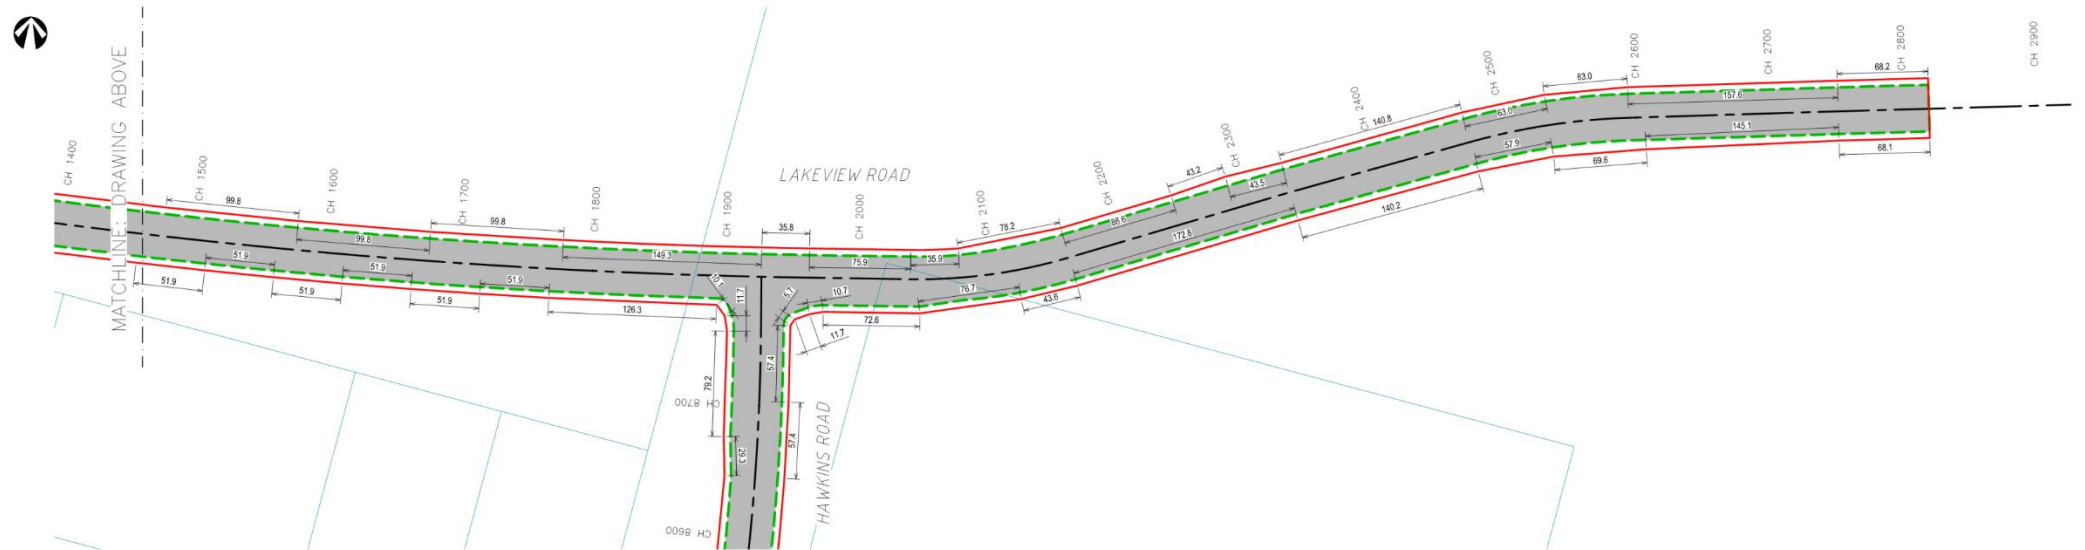 CH 1400
MATCHLINE: DRAWING ABOVE
CH 1500
CH 1600
CH 1700
CH 1800
CH 1900
CH 2000
CH 2100
CH 2200
CH 2300
CH 2400
CH 2500
CH 2600
CH 2700
CH 2800
CH 2900
LAKEVIEW ROAD
99.8
99.8
99.8
149.3
35.8
75.9
35.9
78.2
86.6
43.2
43.5
140.8
63.0
63.0
157.6
68.2
51.9
51.9
51.9
51.9
51.9
51.9
126.3
10.1
11.7
5.7
10.7
11.7
72.6
76.7
43.6
172.8
140.2
57.9
69.6
145.1
68.1
79.2
29.3
57.4
57.4
CH 8700
CH 8600
HAWKINS ROAD